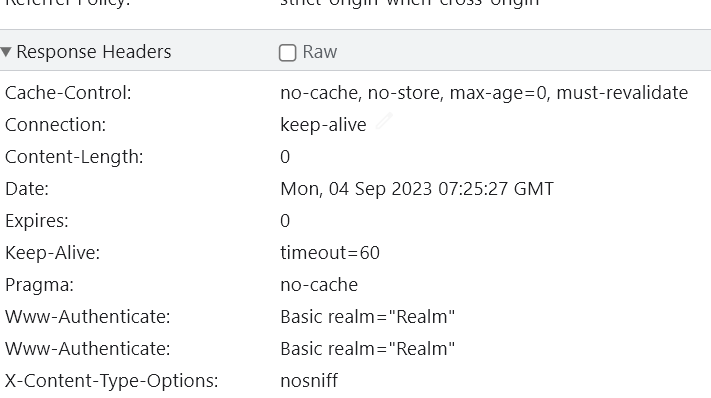 Referrer Policy: strict-origin-when-cross-origin
Response Headers Raw
Cache-Control: no-cache, no-store, max-age=0, must-revalidate
Connection: keep-alive
Content-Length: 0
Date: Mon, 04 Sep 2023 07:25:27 GMT
Expires: 0
Keep-Alive: timeout=60
Pragma: no-cache
Www-Authenticate: Basic realm="Realm"
Www-Authenticate: Basic realm="Realm"
X-Content-Type-Options: nosniff